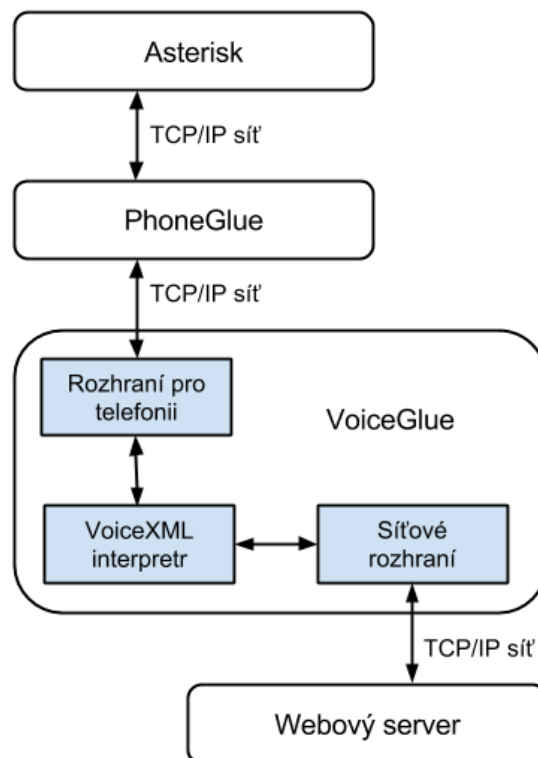 Asterisk
TCP/IP síť
PhoneGlue
TCP/IP síť
Rozhraní pro
telefonii
VoiceGlue
VoiceXML
interpretr
Síťové
rozhraní
TCP/IP síť
Webový server